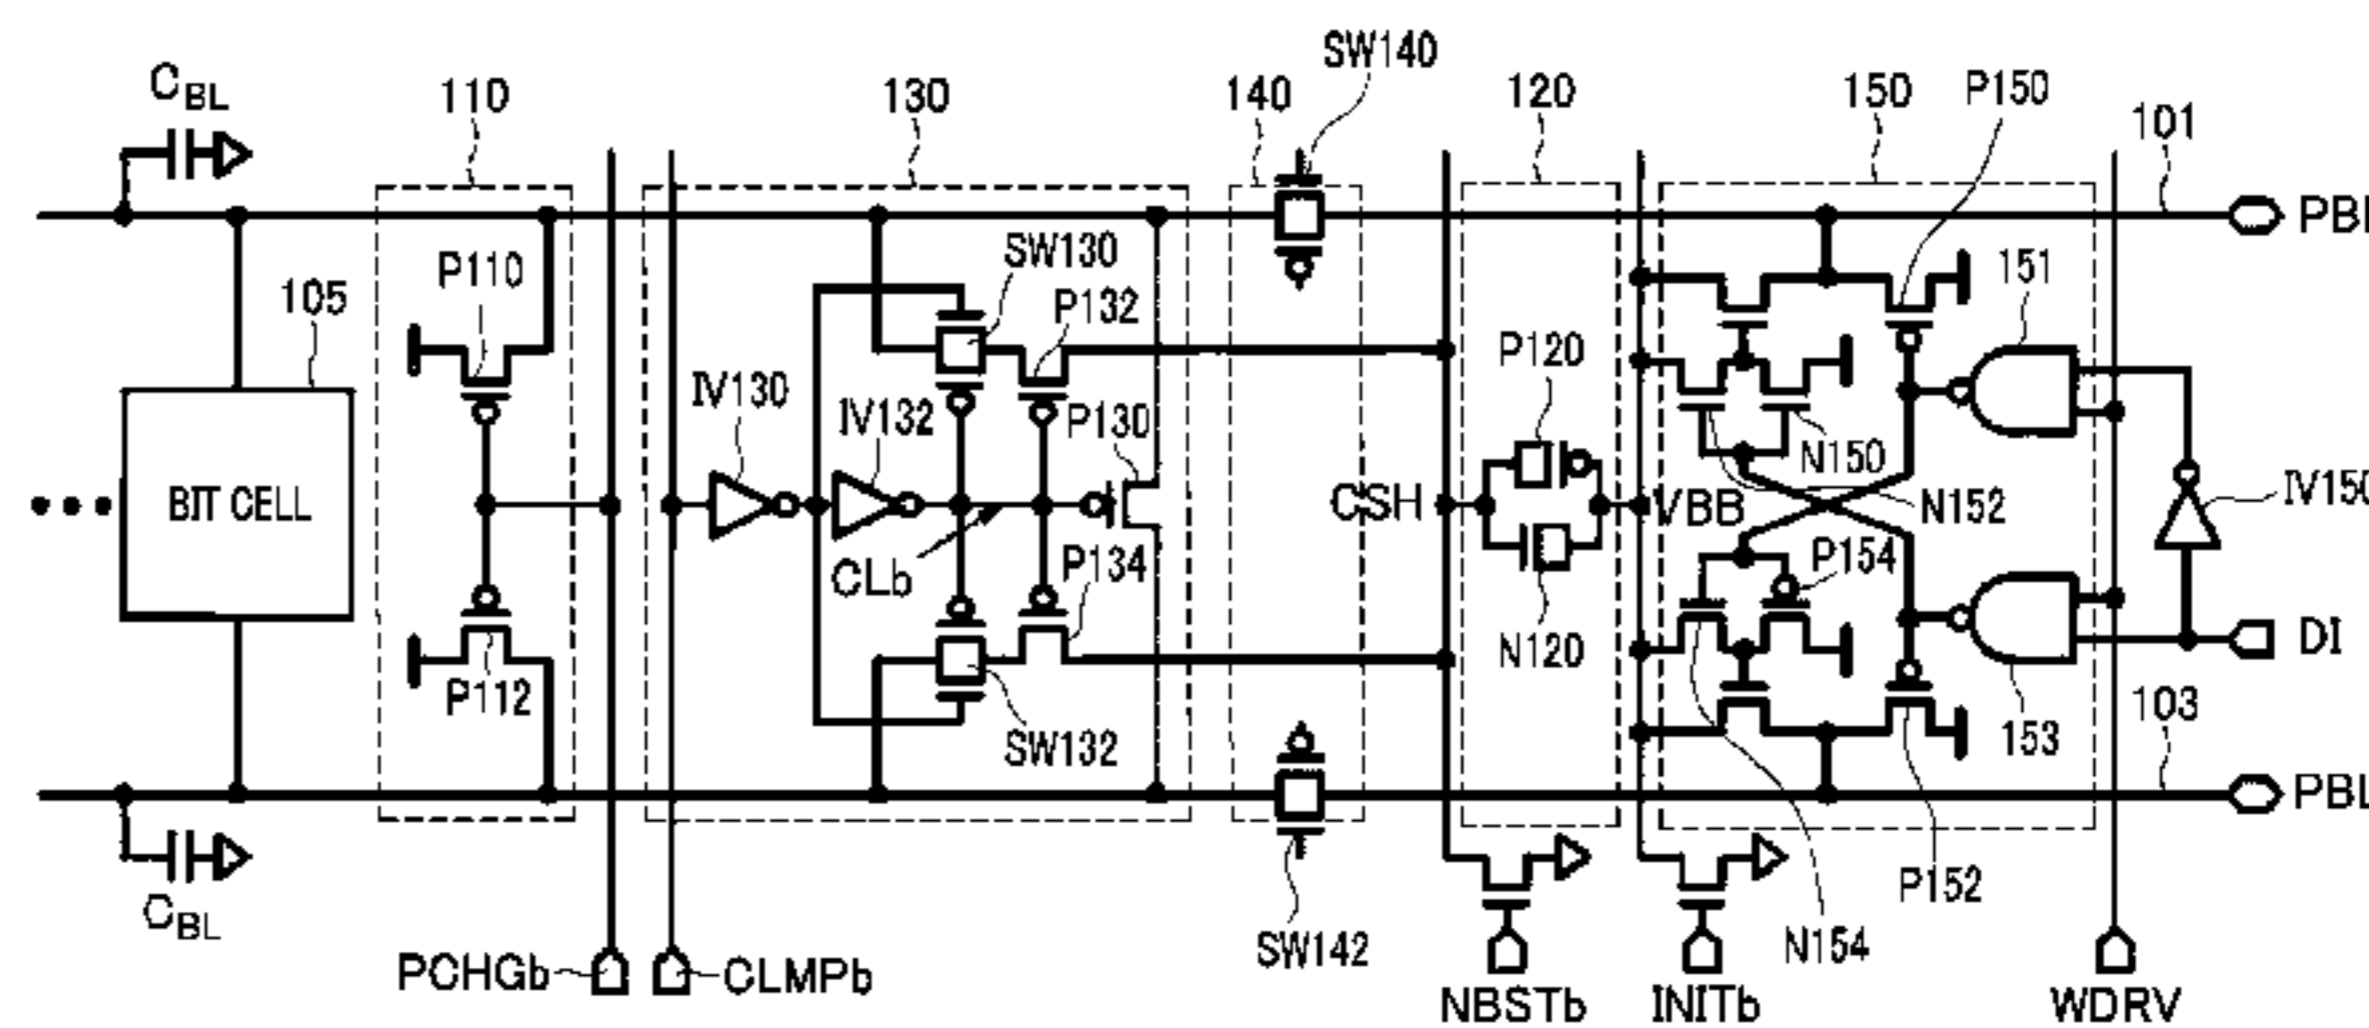 SW140
C_BL 110 130 140 120 150 P150
101
PBL
SW130
P110 151
105 P132
P120
IV130 IV132 P130
N150
BIT CELL CSH VBB N152 IV150
CLb P134 P154
N120 DI
P112 103
SW132 153
PBL
P152
C_BL SW142 N154
PCHGb CLMPb
NBSTb INITb WDRV